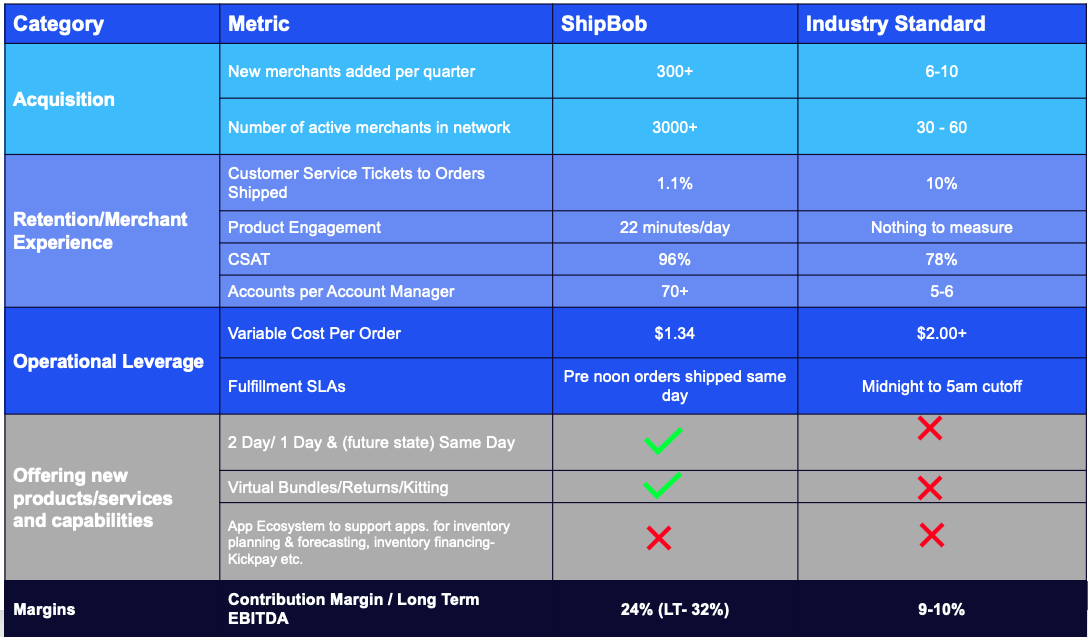 Category Metric ShipBob Industry Standard
Acquisition
New merchants added per quarter 300+ 6-10
Number of active merchants in network 3000+ 30 - 60
Retention/Merchant
Experience
Customer Service Tickets to Orders
Shipped
1.1% 10%
Product Engagement 22 minutes/day Nothing to measure
CSAT 96% 78%
Accounts per Account Manager 70+ 5-6
Operational Leverage
Variable Cost Per Order $1.34 $2.00+
Fulfillment SLAs
Pre noon orders shipped same
day
Midnight to 5am cutoff
Offering new
products/services
and capabilities
2 Day/ 1 Day & (future state) Same Day
Virtual Bundles/Returns/Kitting
App Ecosystem to support apps. for inventory
planning & forecasting, inventory financing-
Kickpay etc.
Margins
Contribution Margin / Long Term
EBITDA
24% (LT- 32%) 9-10%